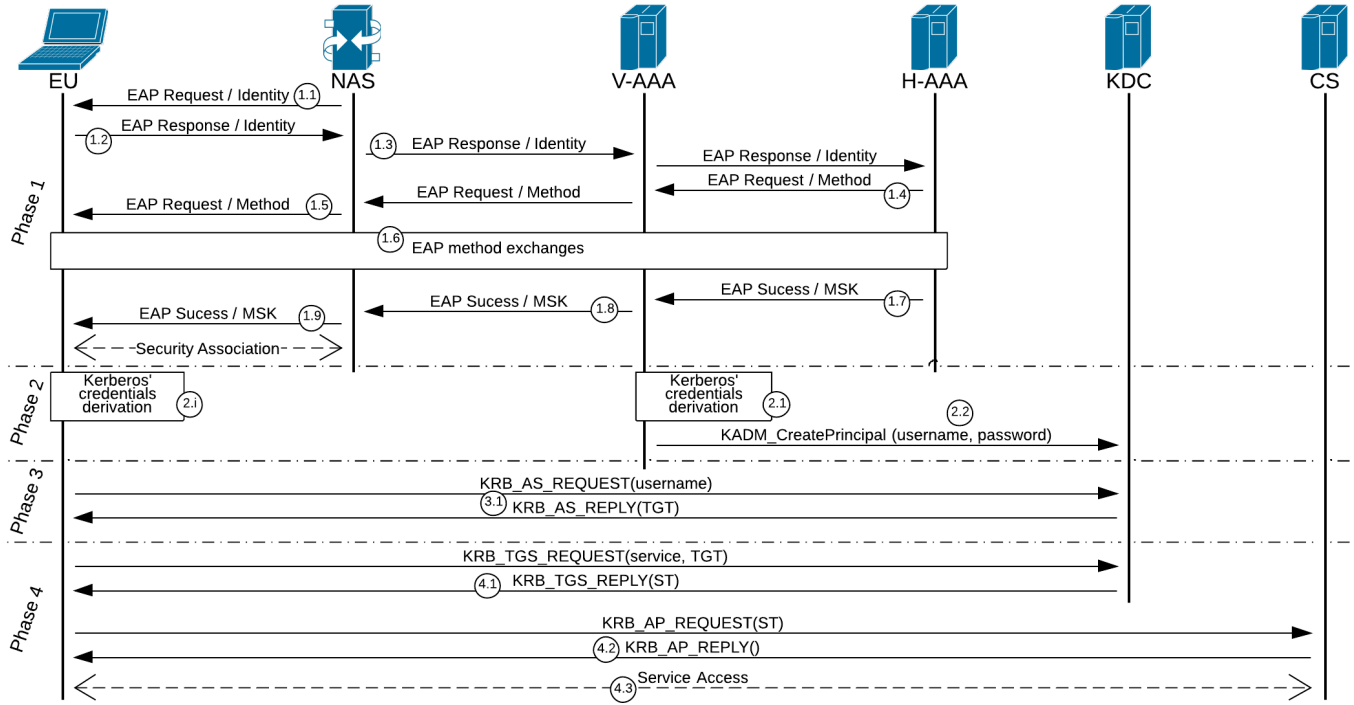 EU
NAS
V-AAA
H-AAA
KDC
CS
Phase 1
EAP Request / Identity 1.1
1.2 EAP Response / Identity
1.3 EAP Response / Identity
EAP Response / Identity
EAP Request / Method 1.4
EAP Request / Method
EAP Request / Method 1.5
1.6 EAP method exchanges
EAP Sucess / MSK 1.7
EAP Sucess / MSK 1.8
EAP Sucess / MSK 1.9
Security Association
Phase 2
Kerberos'
credentials
derivation
2.i
Kerberos'
credentials
derivation
2.1
2.2
KADM_CreatePrincipal (username, password)
Phase 3
KRB_AS_REQUEST(username)
3.1 KRB_AS_REPLY(TGT)
Phase 4
KRB_TGS_REQUEST(service, TGT)
4.1 KRB_TGS_REPLY(ST)
KRB_AP_REQUEST(ST)
4.2 KRB_AP_REPLY()
4.3 Service Access